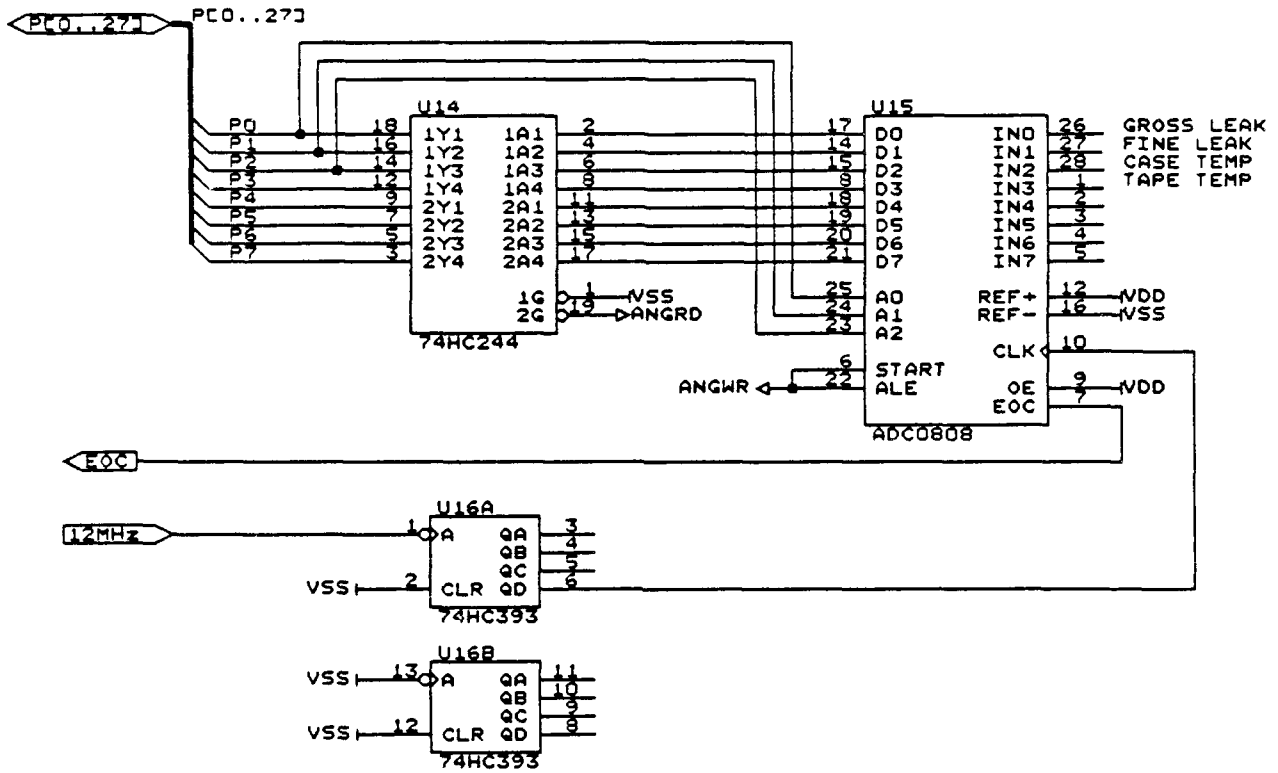 P[0..27] P[0..27]
U14 U15
P0 18 1Y1 1A1 2 17 D0 IN0 26 GROSS LEAK
P1 16 1Y2 1A2 4 14 D1 IN1 27 FINE LEAK
P2 14 1Y3 1A3 6 15 D2 IN2 28 CASE TEMP
P3 12 1Y4 1A4 8 8 D3 IN3 1 TAPE TEMP
P4 9 2Y1 2A1 11 18 D4 IN4 2
P5 7 2Y2 2A2 13 19 D5 IN5 3
P6 5 2Y3 2A3 15 20 D6 IN6 4
P7 3 2Y4 2A4 17 21 D7 IN7 5
1G 1 VSS 25 A0 REF+ 12 VDD
2G 19 ANGRD 24 A1 REF- 16 VSS
74HC244 23 A2
CLK 10
6 START
ANGWR 22 ALE OE 9 VDD
EOC 7
ADC0808
EOC
U16A
12MHz 1 A QA 3
QB 4
QC 5
VSS 2 CLR QD 6
74HC393
U16B
VSS 13 A QA 11
QB 10
QC 9
VSS 12 CLR QD 8
74HC393